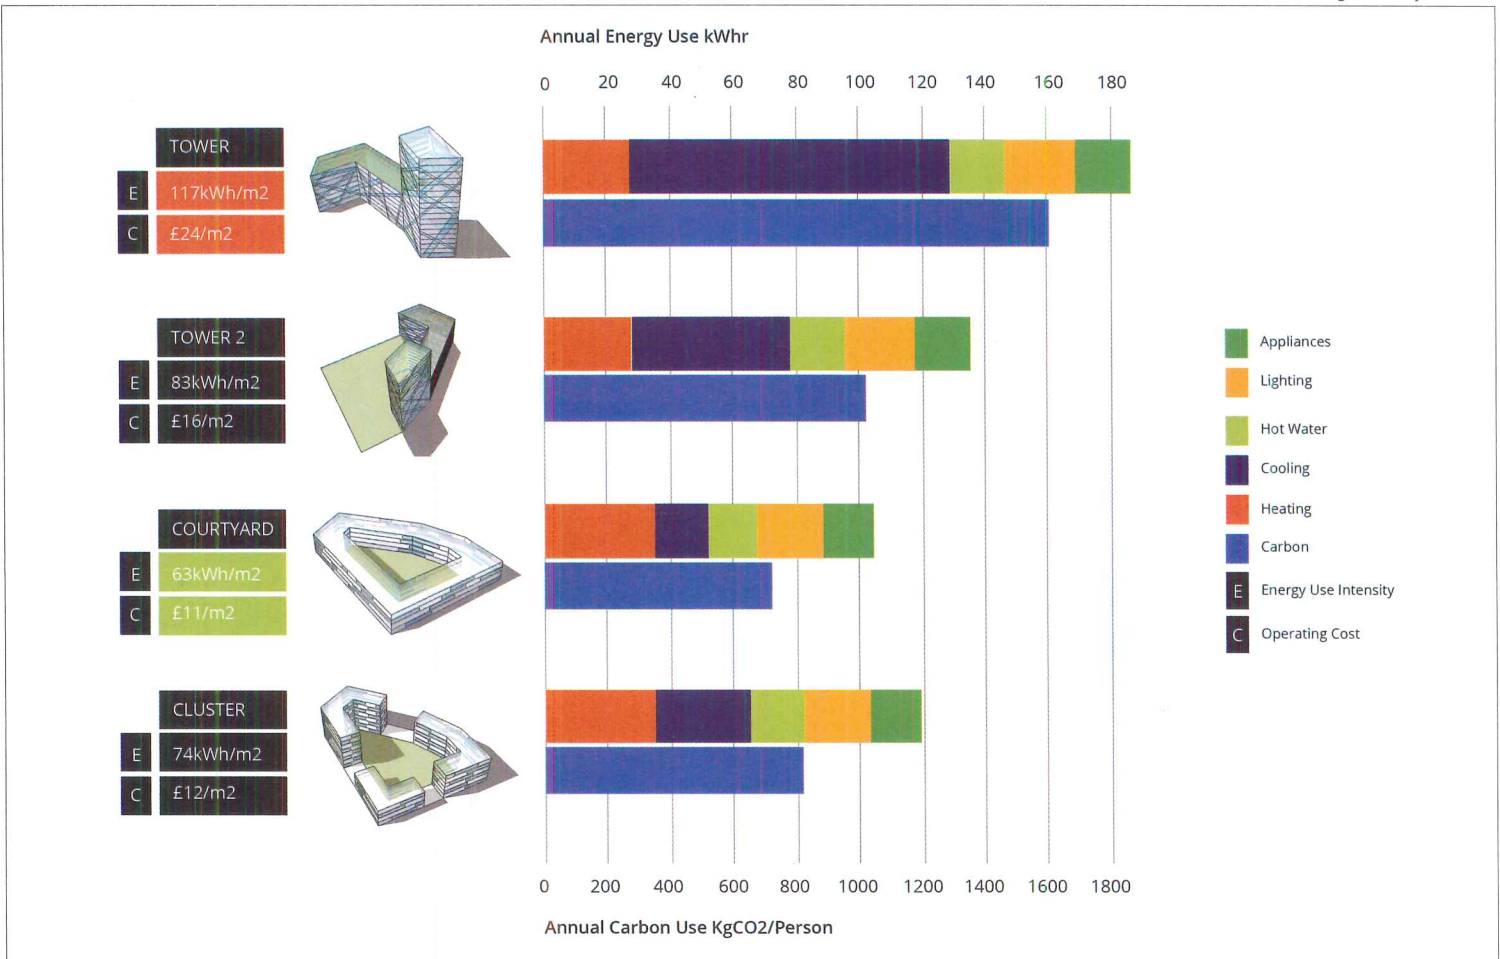 Annual Energy Use kWhr
0 20 40 60 80 100 120 140 160 180
TOWER
E 117kWh/m2
C £24/m2
TOWER 2
E 83kWh/m2
C £16/m2
COURTYARD
E 63kWh/m2
C £11/m2
CLUSTER
E 74kWh/m2
C £12/m2
Appliances
Lighting
Hot Water
Cooling
Heating
Carbon
E Energy Use Intensity
C Operating Cost
0 200 400 600 800 1000 1200 1400 1600 1800
Annual Carbon Use KgCO2/Person